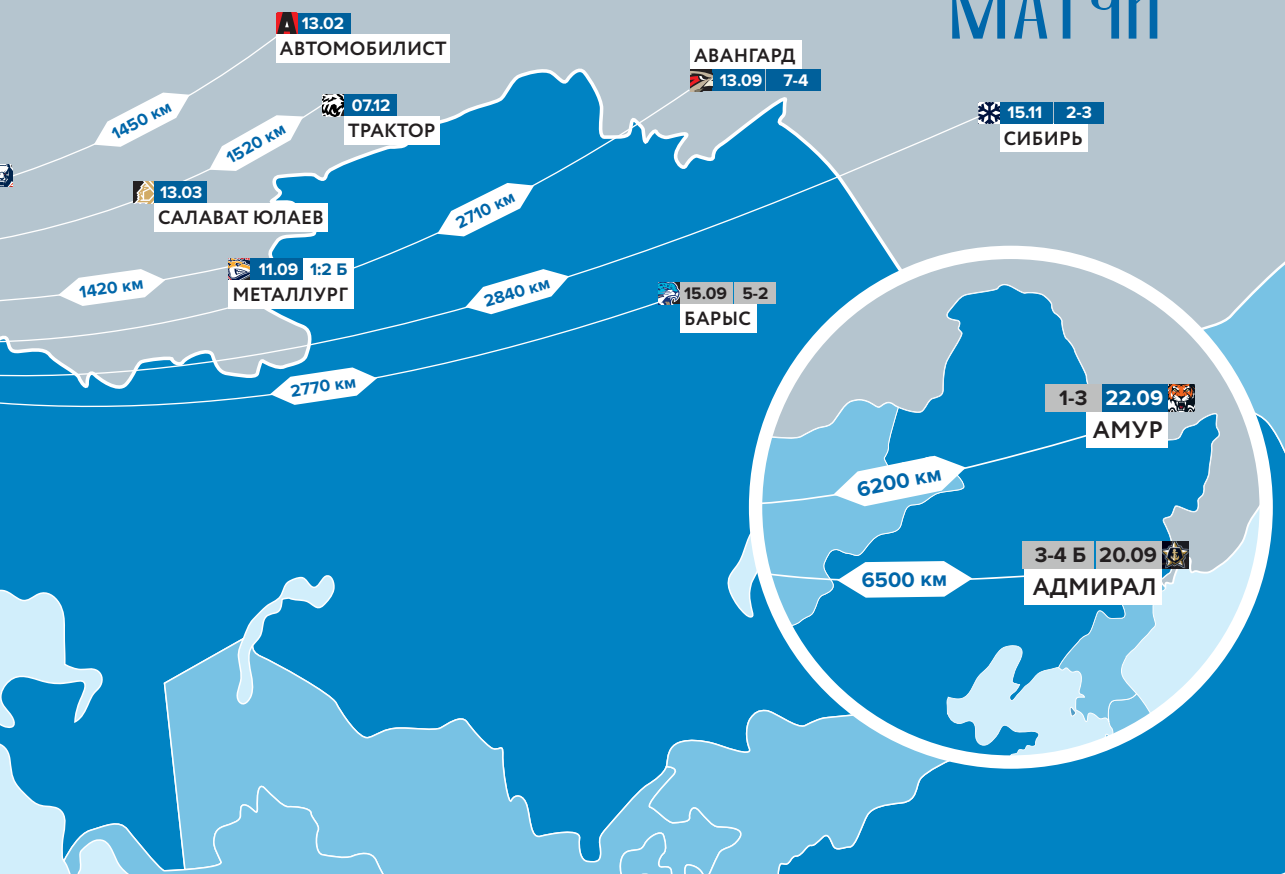 МАТЧИ
А 13.02
АВТОМОБИЛИСТ
АВАНГАРД
13.09 7-4
1450 км
07.12
ТРАКТОР
1520 км
15.11 2-3
СИБИРЬ
13.03
САЛАВАТ ЮЛАЕВ
2710 км
11.09 1:2 Б
МЕТАЛЛУРГ
1420 км
2840 км
15.09 5-2
БАРЫС
2770 км
1-3 22.09
АМУР
6200 км
3-4 Б 20.09
АДМИРАЛ
6500 км